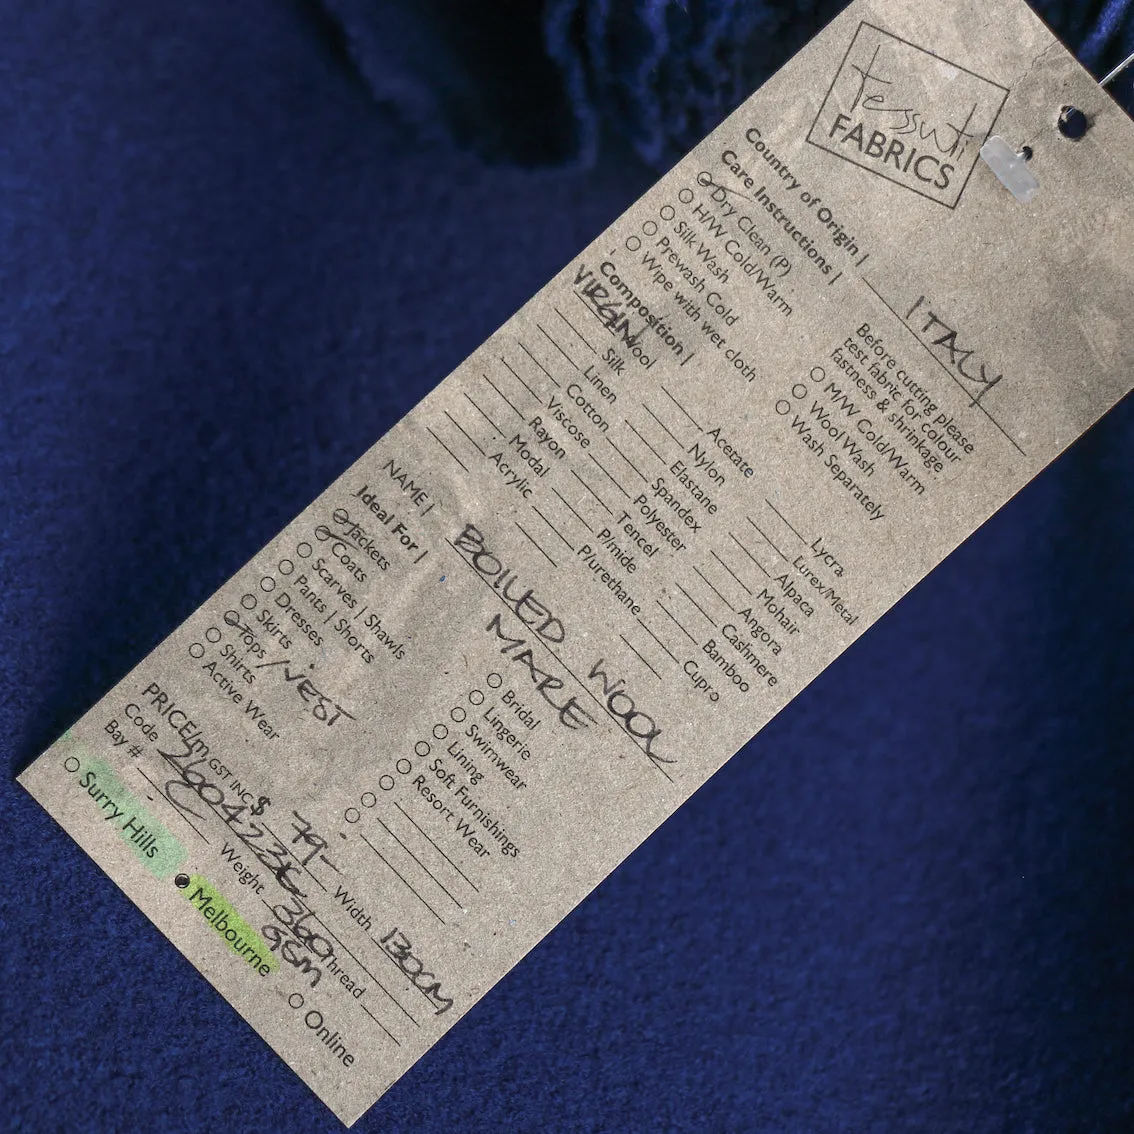 tessuti
FABRICS
Country of Origin | ITALY
Care Instructions |
Dry Clean (P)
H/W Cold/Warm
Silk Wash
Prewash Cold
Wipe with wet cloth
Before cutting please
test fabric for colour
fastness & shrinkage.
M/W Cold/Warm
Wool Wash
Wash Separately
Composition |
VIRGIN Wool
Silk
Linen
Cotton
Viscose
Rayon
Modal
Acrylic
Acetate
Nylon
Elastane
Spandex
Polyester
Tencel
P/mide
P/urethane
Lycra
Lurex/Metal
Alpaca
Mohair
Angora
Cashmere
Bamboo
Cupro
NAME | BOILED WOOL
MARE
Ideal For |
Jackets
Coats
Scarves | Shawls
Pants | Shorts
Dresses
Skirts
Tops / VEST
Shirts
Active Wear
Bridal
Lingerie
Swimwear
Lining
Soft Furnishings
Resort Wear
PRICE/m GST INC $ 79-
Width 130CM
Code
Weight 360
gsm
Thread
Bay #
Surry Hills
Melbourne
Online